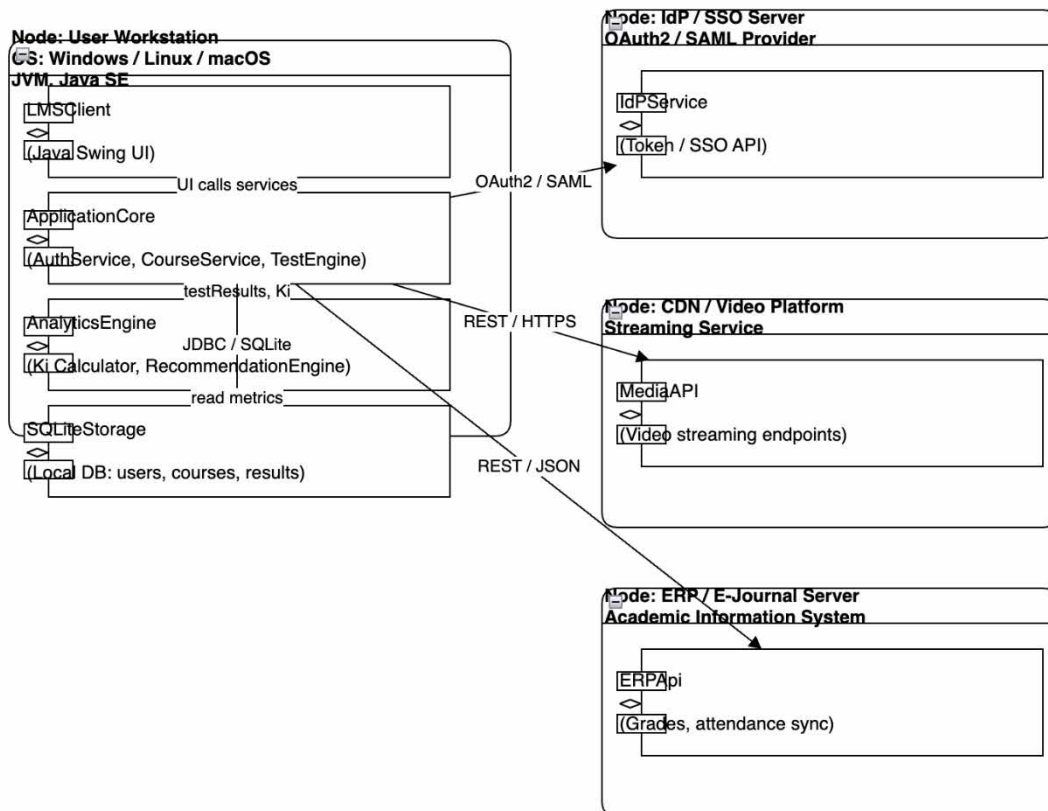 Node: User Workstation
OS: Windows / Linux / macOS
JVM, Java SE
LMSClient
(Java Swing UI)
UI calls services
ApplicationCore
(AuthService, CourseService, TestEngine)
testResults, Ki
AnalyticsEngine
JDBC / SQLite
(Ki Calculator, RecommendationEngine)
read metrics
SQLiteStorage
(Local DB: users, courses, results)
OAuth2 / SAML
REST / HTTPS
REST / JSON
Node: IdP / SSO Server
OAuth2 / SAML Provider
IdPService
(Token / SSO API)
Node: CDN / Video Platform
Streaming Service
MediaAPI
(Video streaming endpoints)
Node: ERP / E-Journal Server
Academic Information System
ERPApi
(Grades, attendance sync)